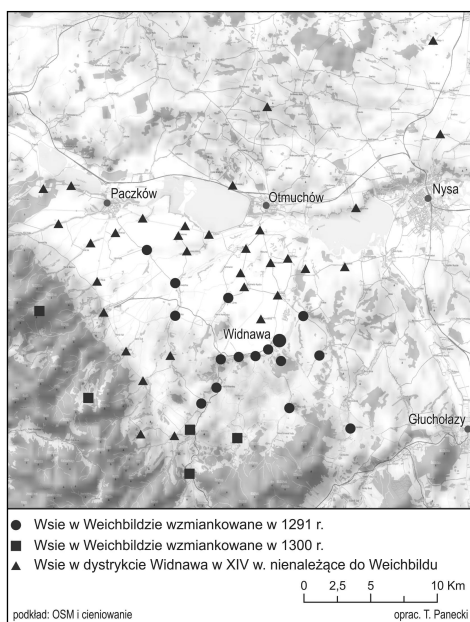 Paczków
Otmuchów
Nysa
Widnawa
Głuchołazy
Wsie w Weichbildzie wzmiankowane w 1291 r.
Wsie w Weichbildzie wzmiankowane w 1300 r.
Wsie w dystrykcie Widnawa w XIV w. nienależące do Weichbildu
0 2,5 5 10 Km
podkład: OSM i cieniowanie oprac. T. Panecki